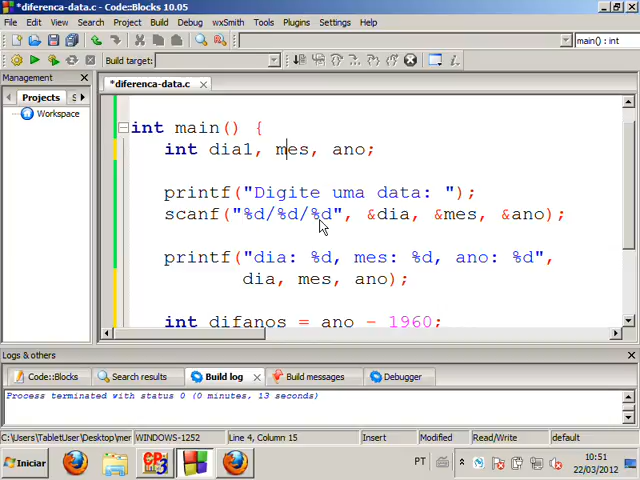 *diferenca-data.c - Code::Blocks 10.05
File Edit View Search Project Build Debug wxSmith Tools Plugins Settings Help
main() : int
Build target:
Management
*diferenca-data.c
Projects
Workspace
int main() {
int dia1, mes, ano;
printf("Digite uma data: ");
scanf("%d/%d/%d", &dia, &mes, &ano);
printf("dia: %d, mes: %d, ano: %d",
dia, mes, ano);
int difanos = ano - 1960;
Logs & others
Code::Blocks Search results Build log Build messages Debugger
Process terminated with status 0 (0 minutes, 13 seconds)
C:\Users\TabletUser\Desktop\mer WINDOWS-1252 Line 4, Column 15 Insert Modified Read/Write default
Iniciar PT 10:51
22/03/2012